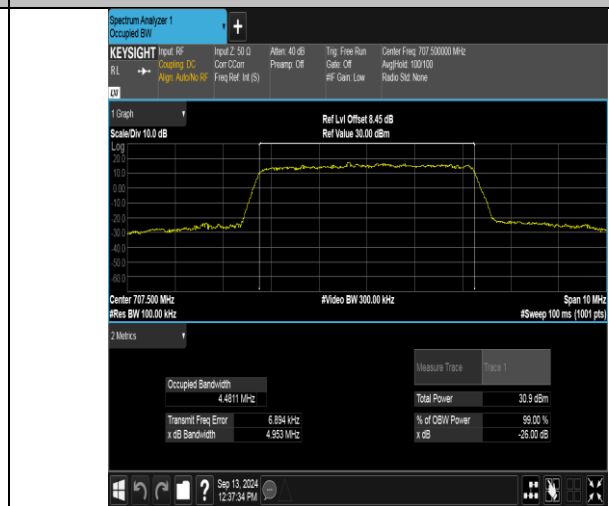 Spectrum Analyzer 1
Occupied BW
+
KEYSIGHT Input: RF Input Z: 50 Ω Atten: 40 dB Trig: Free Run Center Freq: 707.500000 MHz
RL Coupling: DC Corr CCorr Preamp: Off Gate: Off Avg|Hold: 100/100
Align: Auto/No RF Freq Ref: Int (S) #IF Gain: Low Radio Std: None
LXI
1 Graph
Ref Lvl Offset 8.45 dB
Scale/Div 10.0 dB Ref Value 30.00 dBm
Log
20.0
10.0
0.00
-10.0
-20.0
-30.0
-40.0
-50.0
-60.0
Center 707.500 MHz #Video BW 300.00 kHz Span 10 MHz
#Res BW 100.00 kHz #Sweep 100 ms (1001 pts)
2 Metrics
Measure Trace Trace 1
Occupied Bandwidth
4.4811 MHz
Total Power 30.9 dBm
Transmit Freq Error 6.894 kHz % of OBW Power 99.00 %
x dB Bandwidth 4.953 MHz x dB -26.00 dB
? Sep 13, 2024
12:37:34 PM